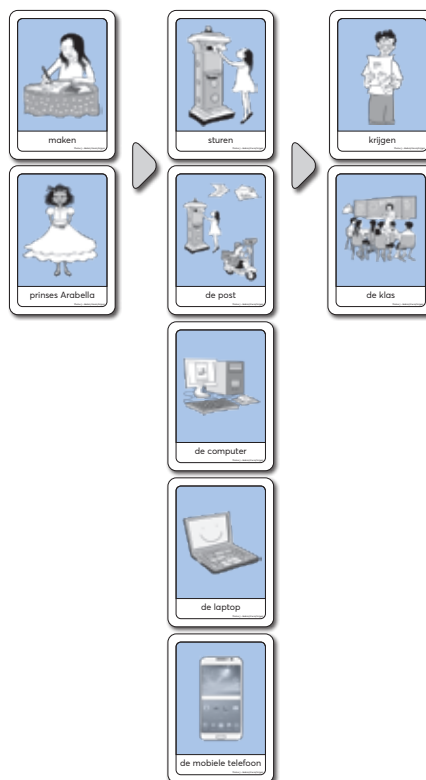 maken
sturen
krijgen
prinses Arabella
de post
de klas
de computer
de laptop
de mobiele telefoon